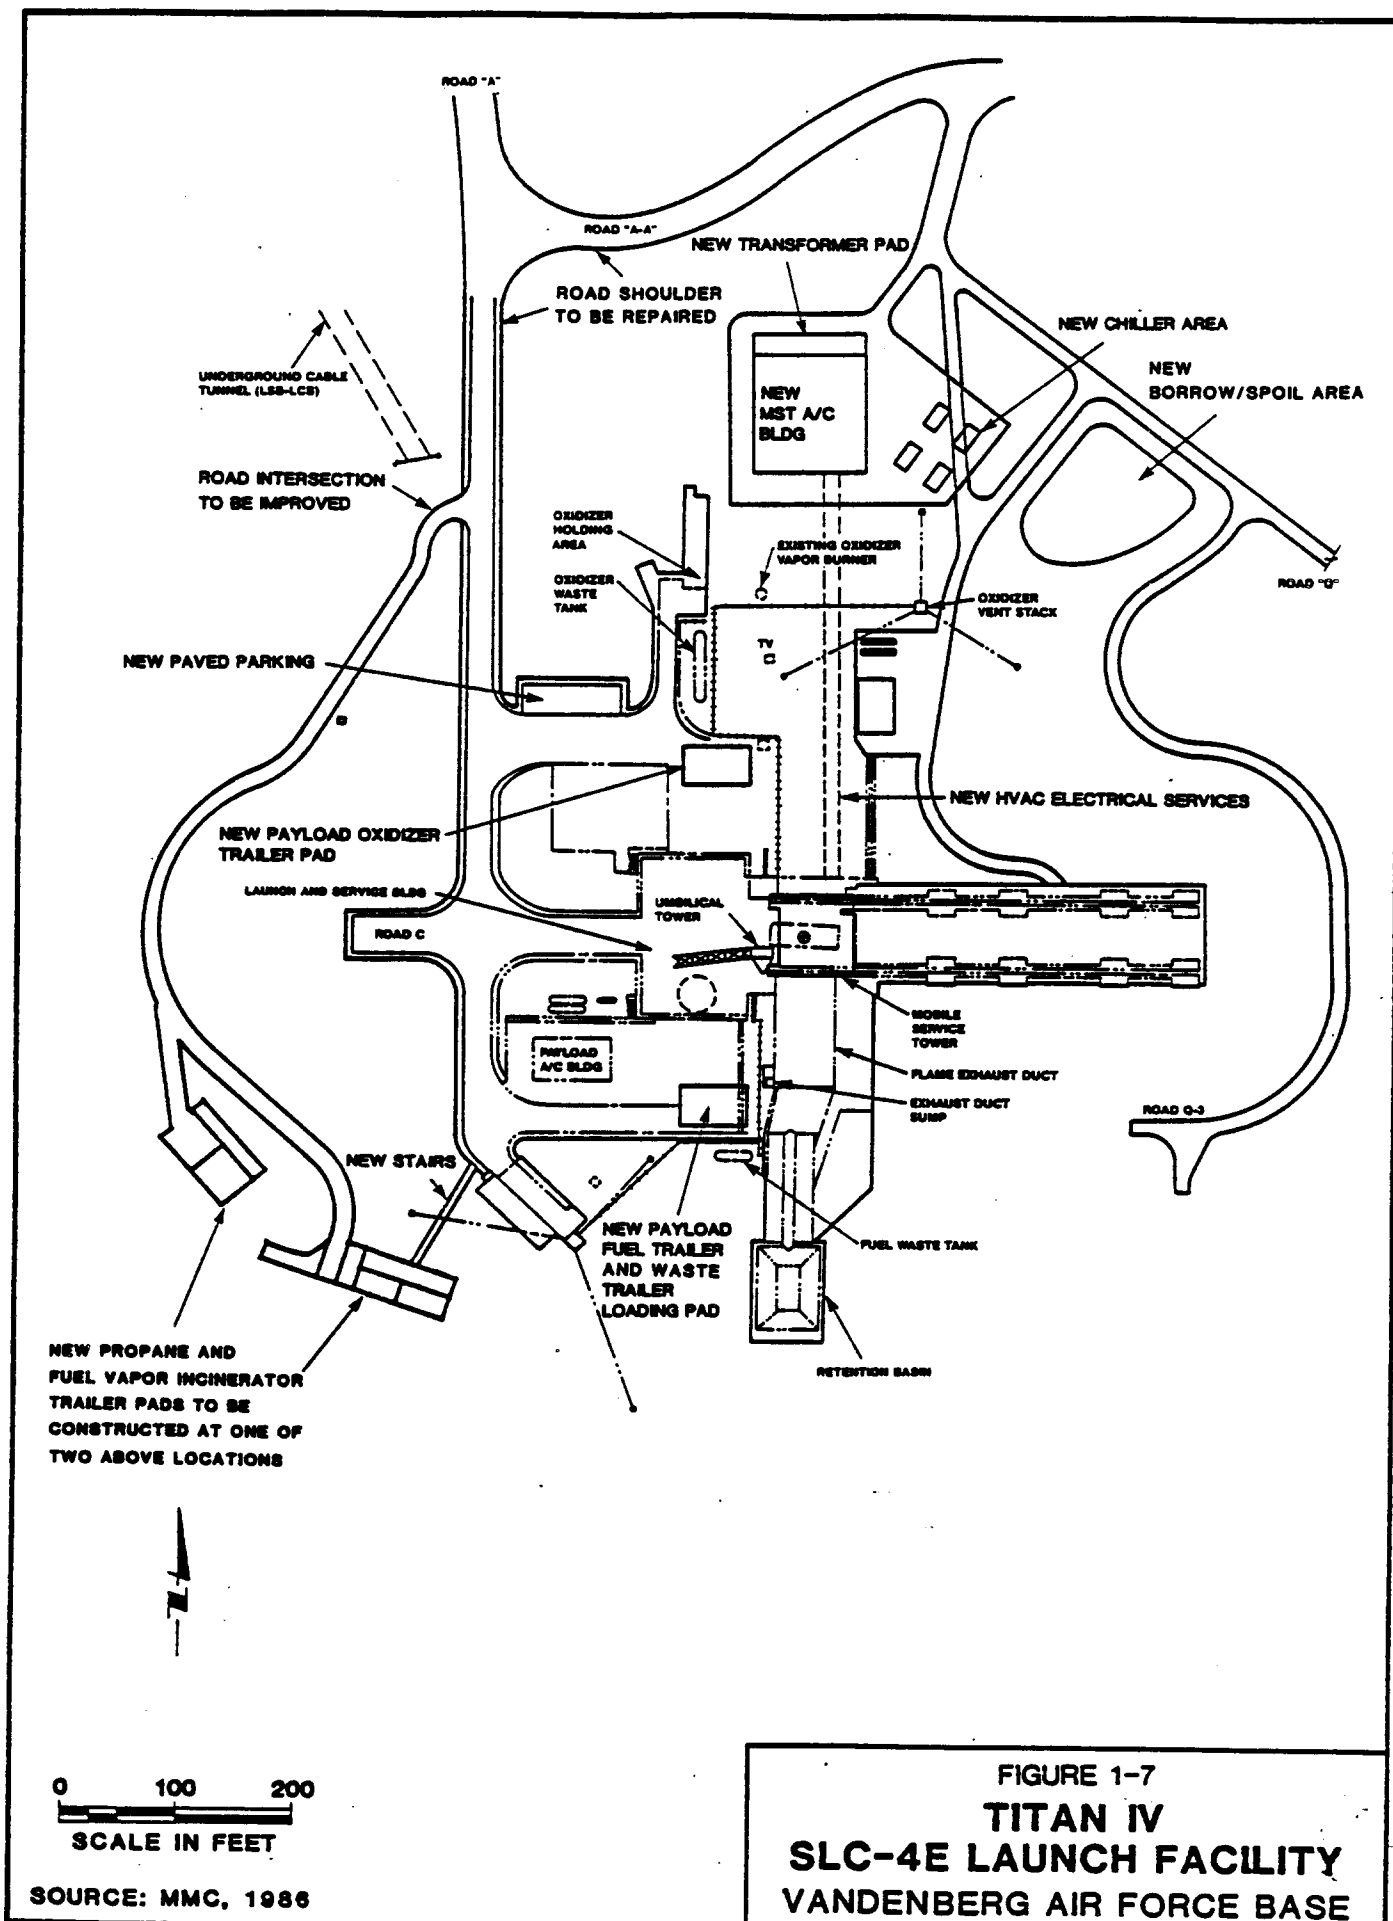 ROAD "A"
ROAD "A-A"
NEW TRANSFORMER PAD
ROAD SHOULDER
TO BE REPAIRED
NEW CHILLER AREA
UNDERGROUND CABLE
TUNNEL (LSB-LCB)
NEW
BORROW/SPOIL AREA
NEW
MST A/C
BLDG
ROAD INTERSECTION
TO BE IMPROVED
OXIDIZER
HOLDING
AREA
EXISTING OXIDIZER
VAPOR BURNER
OXIDIZER
WASTE
TANK
ROAD "G"
OXIDIZER
VENT STACK
TV
NEW PAVED PARKING
NEW HVAC ELECTRICAL SERVICES
NEW PAYLOAD OXIDIZER
TRAILER PAD
LAUNCH AND SERVICE BLDG
UMBILICAL
TOWER
ROAD C
MOBILE
SERVICE
TOWER
PAYLOAD
A/C BLDG
FLAME EXHAUST DUCT
EXHAUST DUCT
SUMP
ROAD G-3
NEW STAIRS
NEW PAYLOAD
FUEL TRAILER
AND WASTE
TRAILER
LOADING PAD
FUEL WASTE TANK
RETENTION BASIN
NEW PROPANE AND
FUEL VAPOR INCINERATOR
TRAILER PADS TO BE
CONSTRUCTED AT ONE OF
TWO ABOVE LOCATIONS
0 100 200
SCALE IN FEET
SOURCE: MMC, 1986
FIGURE 1-7
TITAN IV
SLC-4E LAUNCH FACILITY
VANDENBERG AIR FORCE BASE